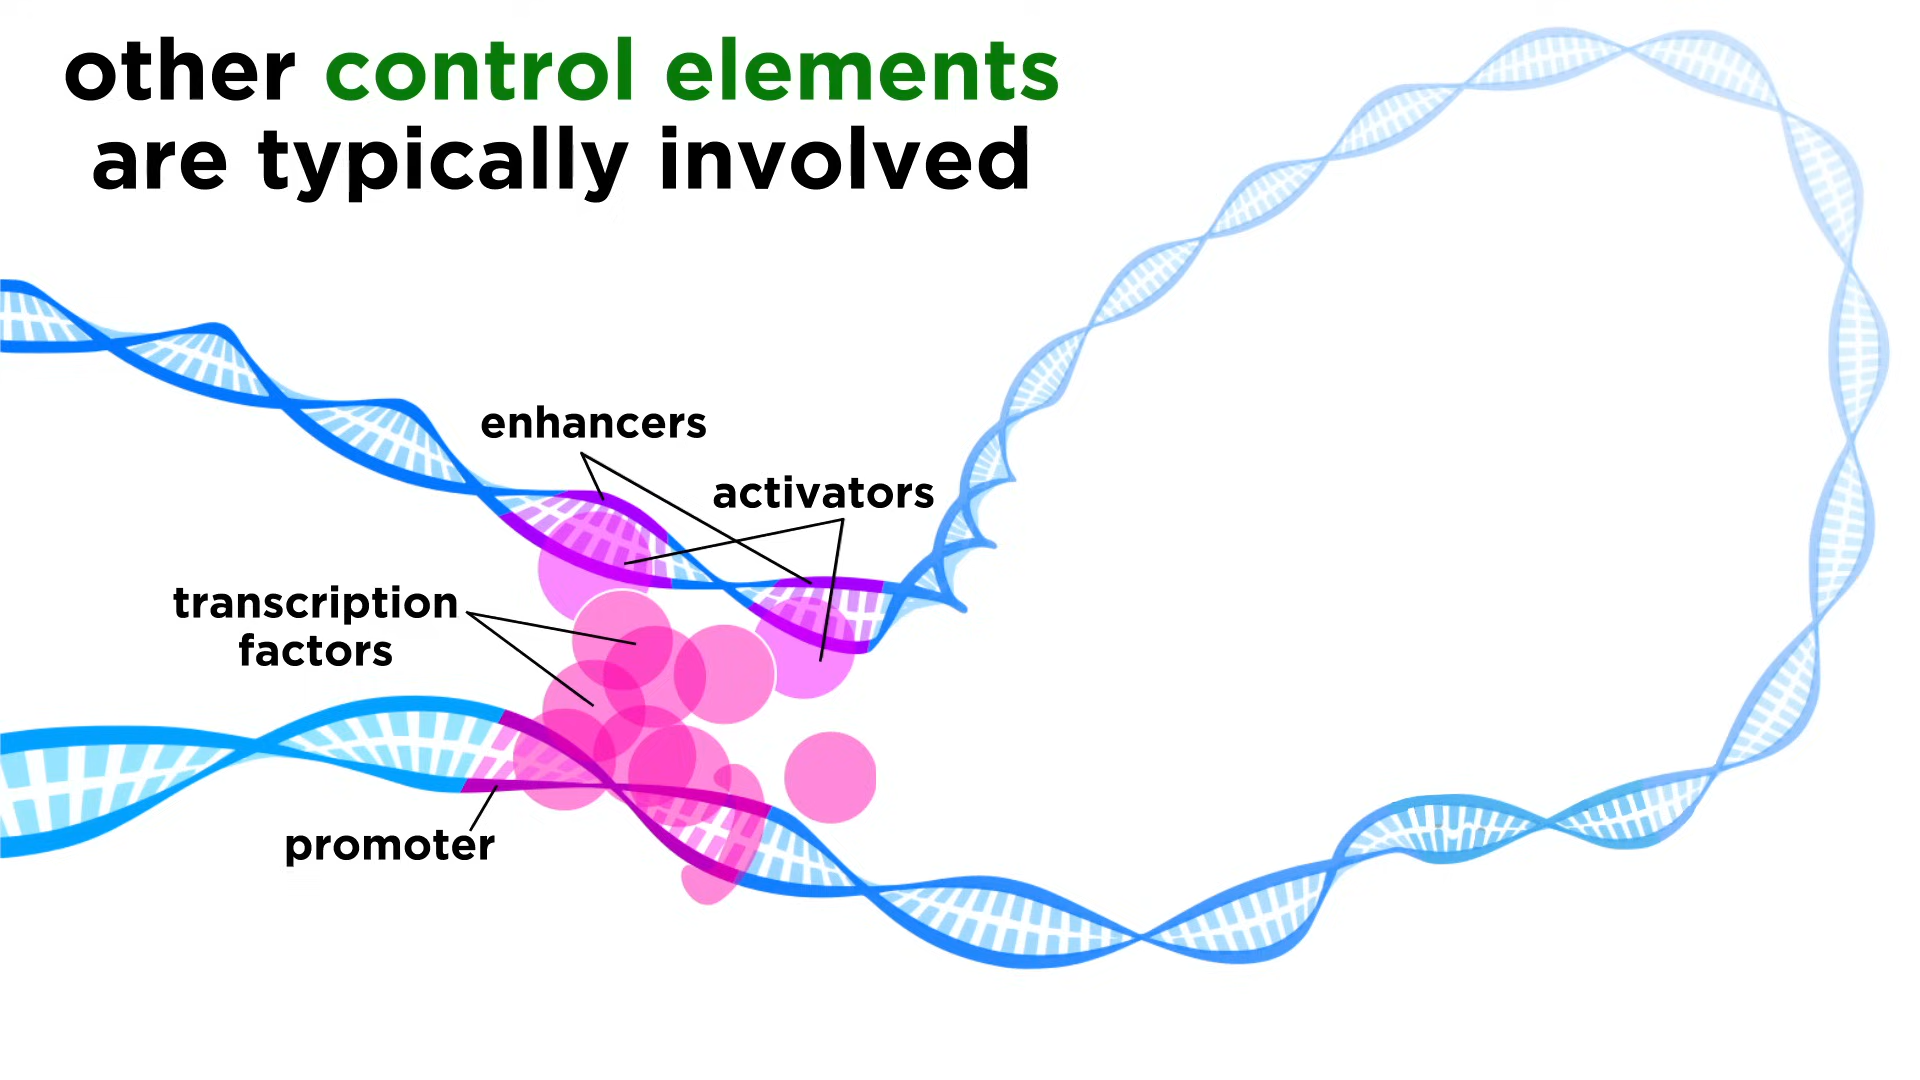 other control elements
are typically involved
enhancers
activators
transcription
factors
promoter